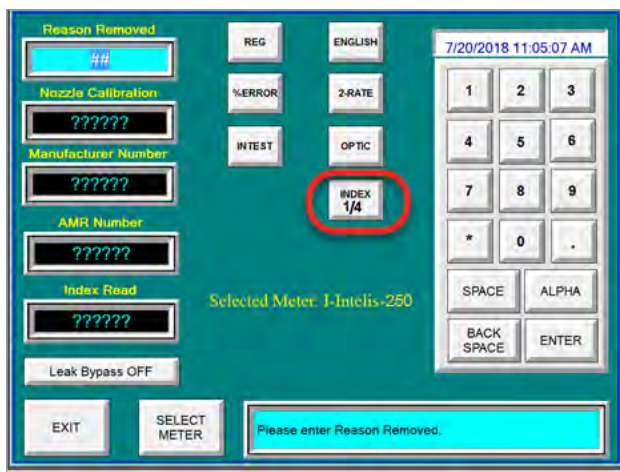 Reason Removed
##
Nozzle Calibration
??????
Manufacturer Number
??????
AMR Number
??????
Index Read
??????
Leak Bypass OFF
EXIT
SELECT
METER
REG
ENGLISH
%ERROR
2-RATE
INTEST
OPTIC
INDEX
1/4
Selected Meter: I-Intelis-250
7/20/2018 11:05:07 AM
1 2 3
4 5 6
7 8 9
* 0 .
SPACE ALPHA
BACK
SPACE
ENTER
Please enter Reason Removed.